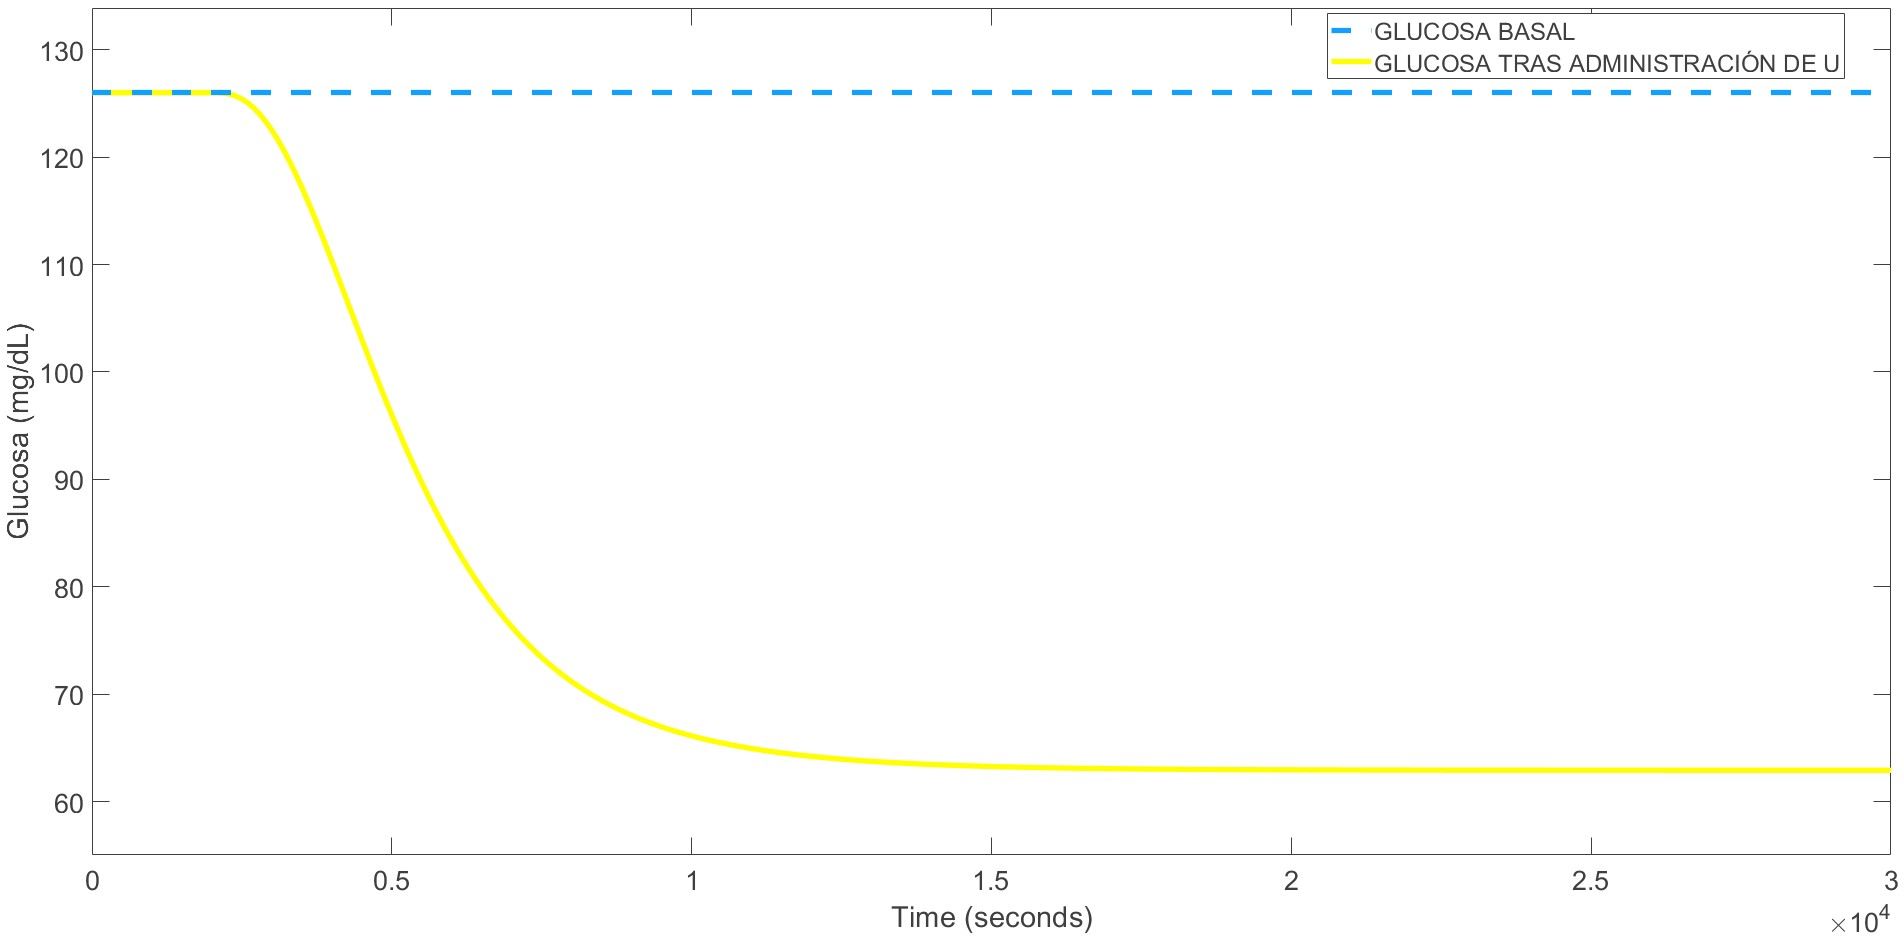 GLUCOSA BASAL
GLUCOSA TRAS ADMINISTRACIÓN DE U
130
120
110
100
90
80
70
60
Glucosa (mg/dL)
0 0.5 1 1.5 2 2.5 3
Time (seconds)
×10⁴